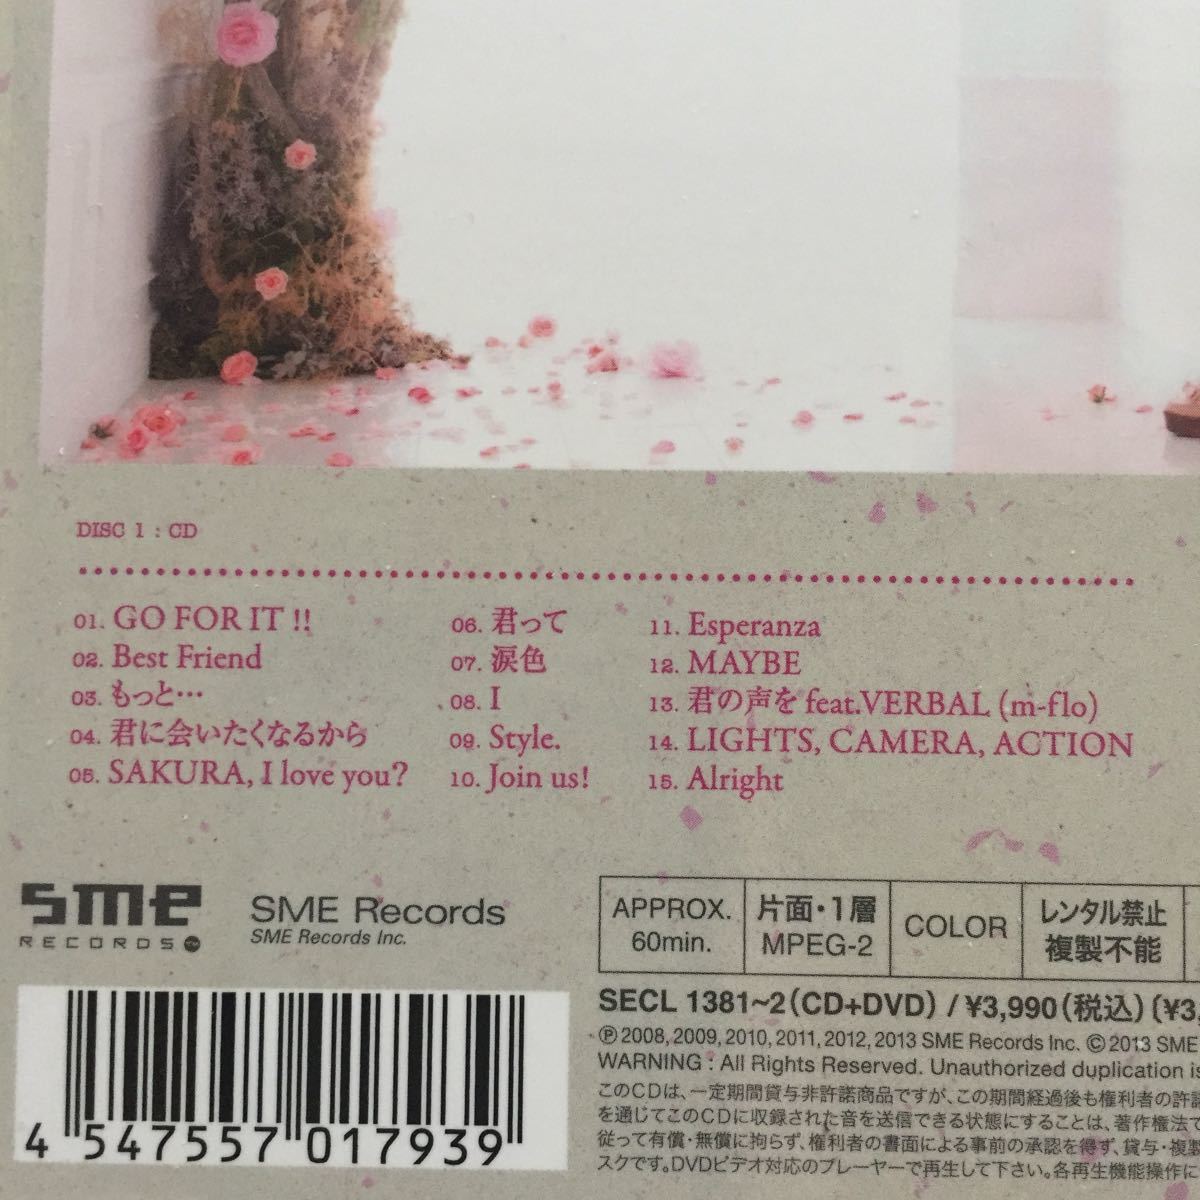 DISC 1 : CD
01. GO FOR IT !!
02. Best Friend
03. もっと…
04. 君に会いたくなるから
05. SAKURA, I love you?
06. 君って
07. 涙色
08. I
09. Style.
10. Join us!
11. Esperanza
12. MAYBE
13. 君の声を feat.VERBAL (m-flo)
14. LIGHTS, CAMERA, ACTION
15. Alright
sme
RECORDS
SME Records
SME Records Inc.
APPROX.
60min.
片面・1層
MPEG-2
COLOR
レンタル禁止
複製不能
SECL 1381~2 (CD+DVD) / ¥3,990 (税込) (¥3,
℗2008, 2009, 2010, 2011, 2012, 2013 SME Records Inc. ©2013 SME
WARNING : All Rights Reserved. Unauthorized duplication is
このCDは、一定期間貸与非許諾商品ですが、この期間経過後も権利者の許諾
を通じてこのCDに収録された音を送信できる状態にすることは、著作権法で
従って有償・無償に拘らず、権利者の書面による事前の承認を得ず、貸与・複製
スクです。DVDビデオ対応のプレーヤーで再生して下さい。各再生機能操作に
4 547557 017939